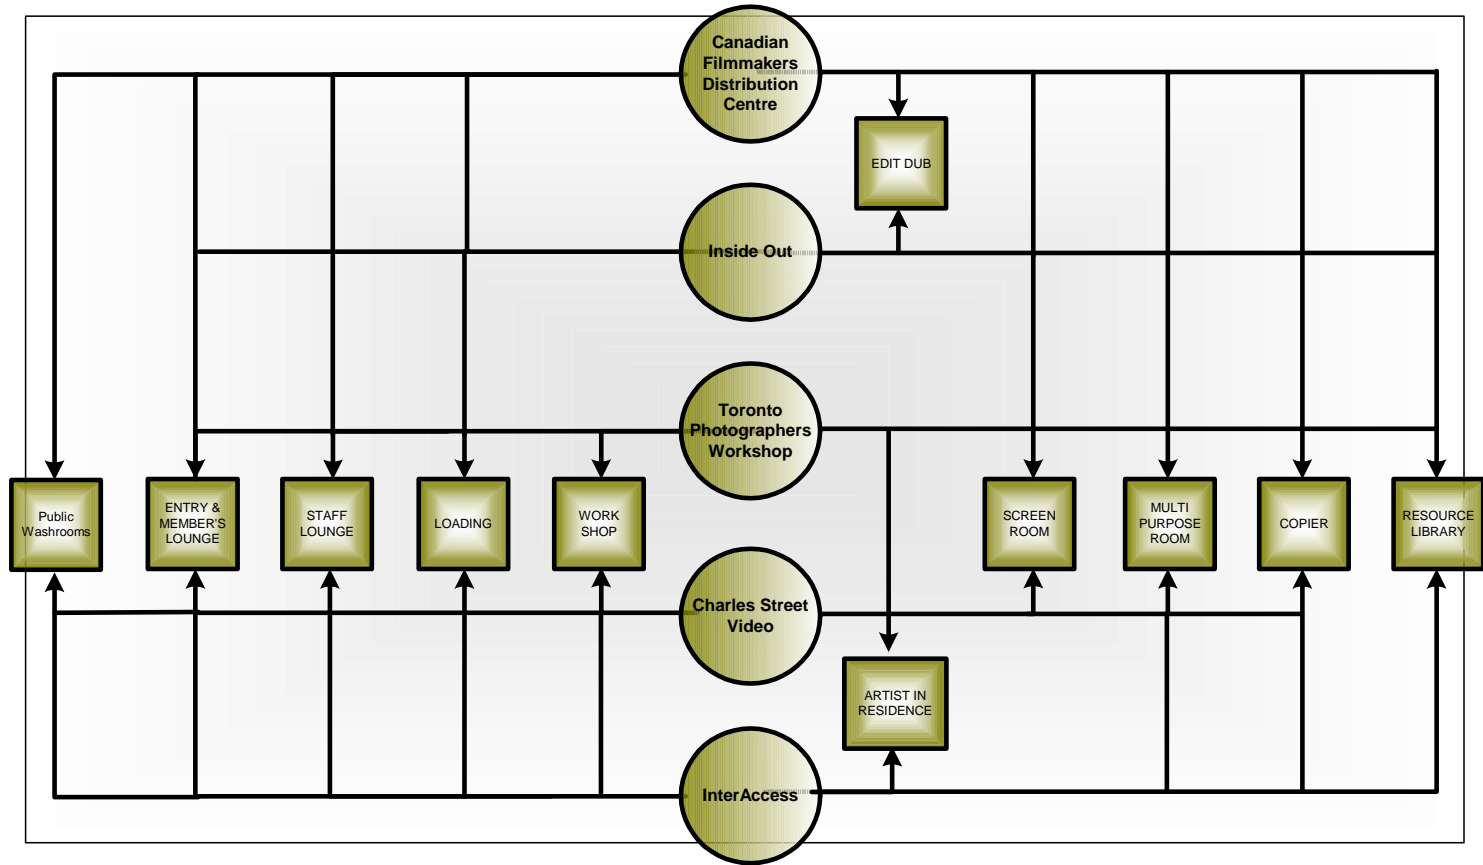 Canadian
Filmmakers
Distribution
Centre
EDIT DUB
Inside Out
Toronto
Photographers
Workshop
Public
Washrooms
ENTRY &
MEMBER'S
LOUNGE
STAFF
LOUNGE
LOADING
WORK
SHOP
SCREEN
ROOM
MULTI
PURPOSE
ROOM
COPIER
RESOURCE
LIBRARY
Charles Street
Video
ARTIST IN
RESIDENCE
InterAccess